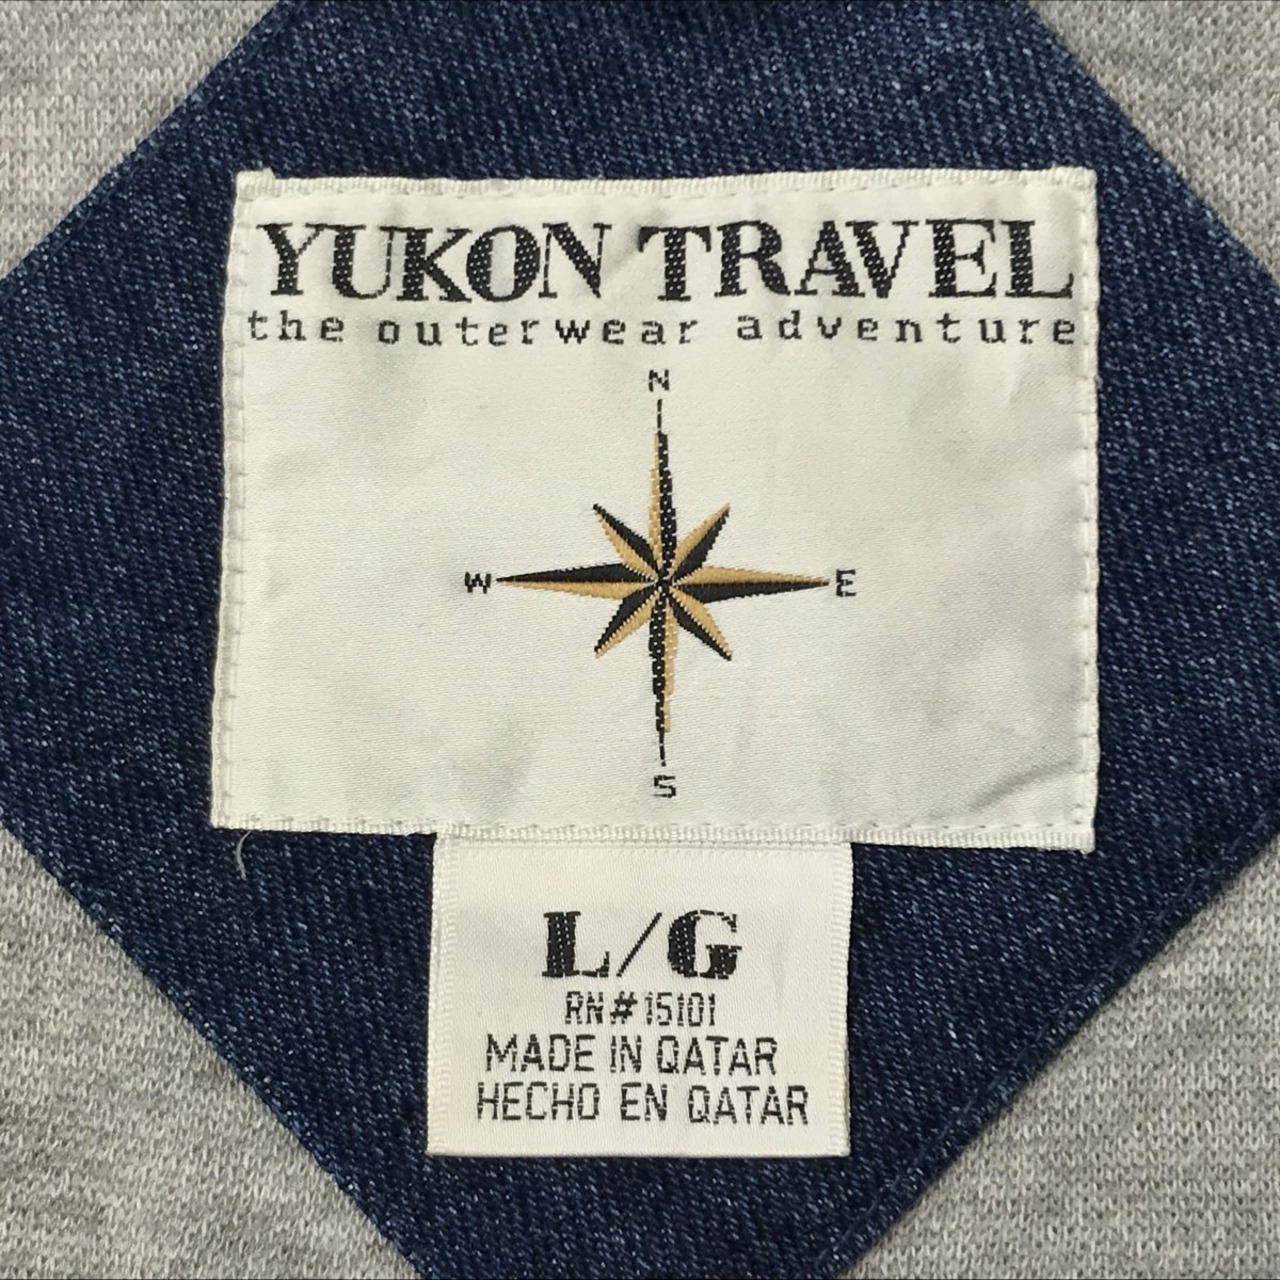 YUKON TRAVEL
the outerwear adventure
N
W E
S
L/G
RN# 15101
MADE IN QATAR
HECHO EN QATAR